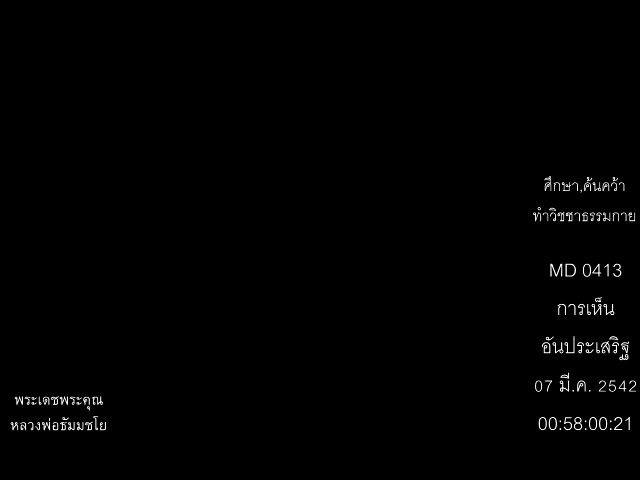 ศึกษา,ค้นคว้า
ทำวิชชาธรรมกาย
MD 0413
การเห็น
อันประเสริฐ
07 มี.ค. 2542
00:58:00:21
พระเดชพระคุณ
หลวงพ่อธัมมชโย